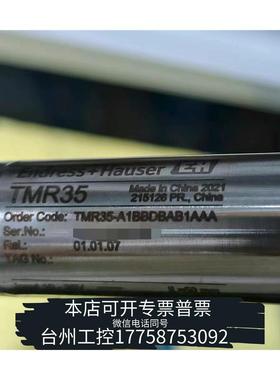 Endress+Hauser EH
TMR35
Made in China 2021
215126 PR., China
Order Code: TMR35-A1BBDBAB1AAA
Ser.No.:
Rel.: 01.01.07
TAG No.:
本店可开专票普票
微信电话同号
台州工控17758753092